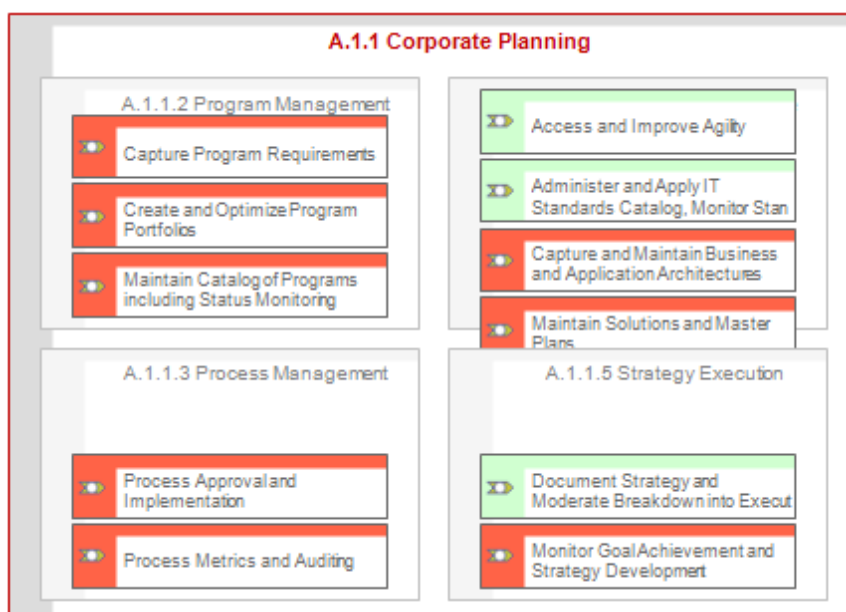 A.1.1 Corporate Planning
A.1.1.2 Program Management
Capture Program Requirements
Create and Optimize Program
Portfolios
Maintain Catalog of Programs
including Status Monitoring
Access and Improve Agility
Administer and Apply IT
Standards Catalog, Monitor Stan
Capture and Maintain Business
and Application Architectures
Maintain Solutions and Master
Plans
A.1.1.3 Process Management
Process Approval and
Implementation
Process Metrics and Auditing
A.1.1.5 Strategy Execution
Document Strategy and
Moderate Breakdown into Execut
Monitor Goal Achievement and
Strategy Development